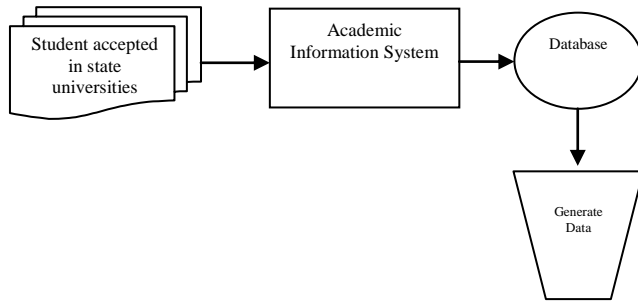 Student accepted
in state
universities
Academic
Information System
Database
Generate
Data